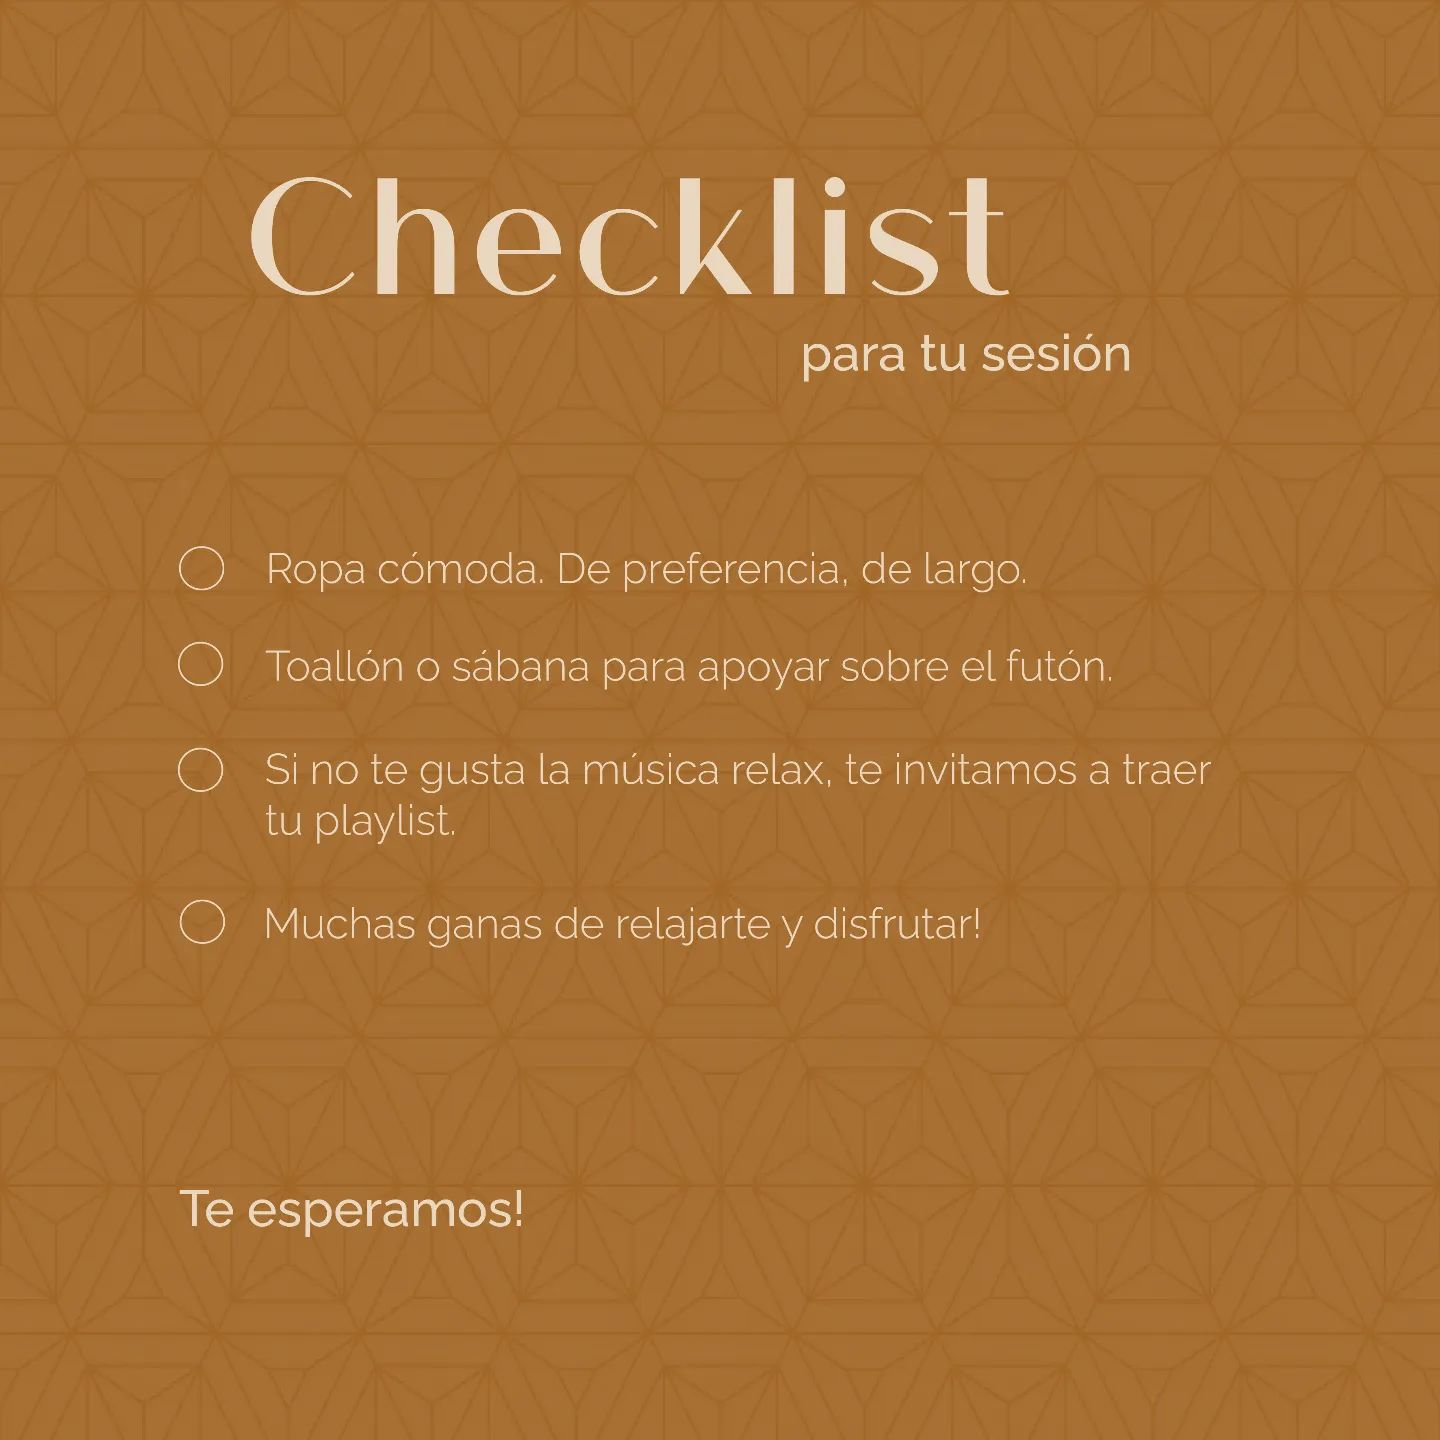 Checklist
para tu sesión
Ropa cómoda. De preferencia, de largo.
Toallón o sábana para apoyar sobre el futón.
Si no te gusta la música relax, te invitamos a traer
tu playlist.
Muchas ganas de relajarte y disfrutar!
Te esperamos!